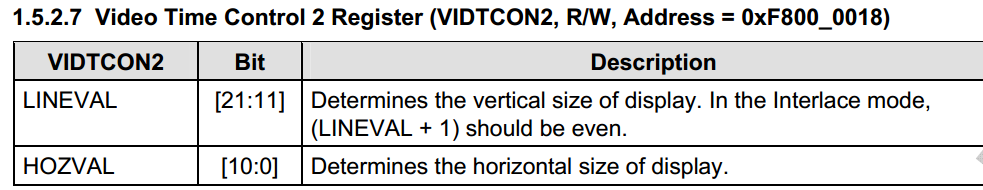 1.5.2.7 Video Time Control 2 Register (VIDTCON2, R/W, Address = 0xF800_0018)
VIDTCON2 Bit Description
LINEVAL [21:11] Determines the vertical size of display. In the Interlace mode,
(LINEVAL + 1) should be even.
HOZVAL [10:0] Determines the horizontal size of display.